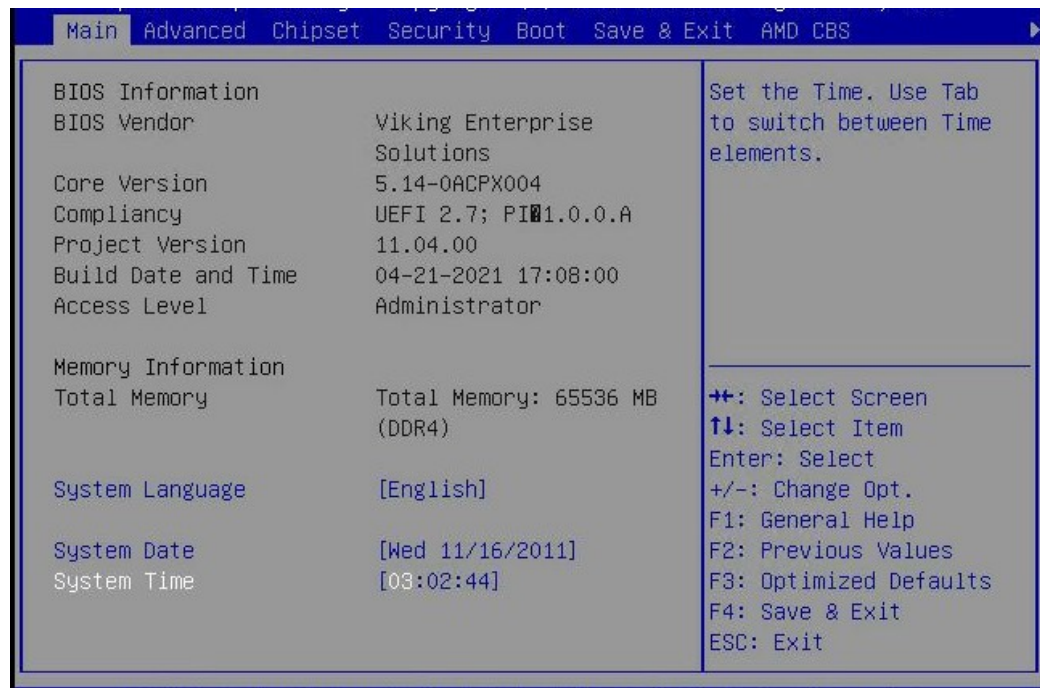 Main Advanced Chipset Security Boot Save & Exit AMD CBS
BIOS Information
BIOS Vendor Viking Enterprise
Solutions
Core Version 5.14-0ACPX004
Compliancy UEFI 2.7; PI 1.0.0.A
Project Version 11.04.00
Build Date and Time 04-21-2021 17:08:00
Access Level Administrator
Memory Information
Total Memory Total Memory: 65536 MB
(DDR4)
System Language [English]
System Date [Wed 11/16/2011]
System Time [03:02:44]
Set the Time. Use Tab
to switch between Time
elements.
→←: Select Screen
↑↓: Select Item
Enter: Select
+/-: Change Opt.
F1: General Help
F2: Previous Values
F3: Optimized Defaults
F4: Save & Exit
ESC: Exit